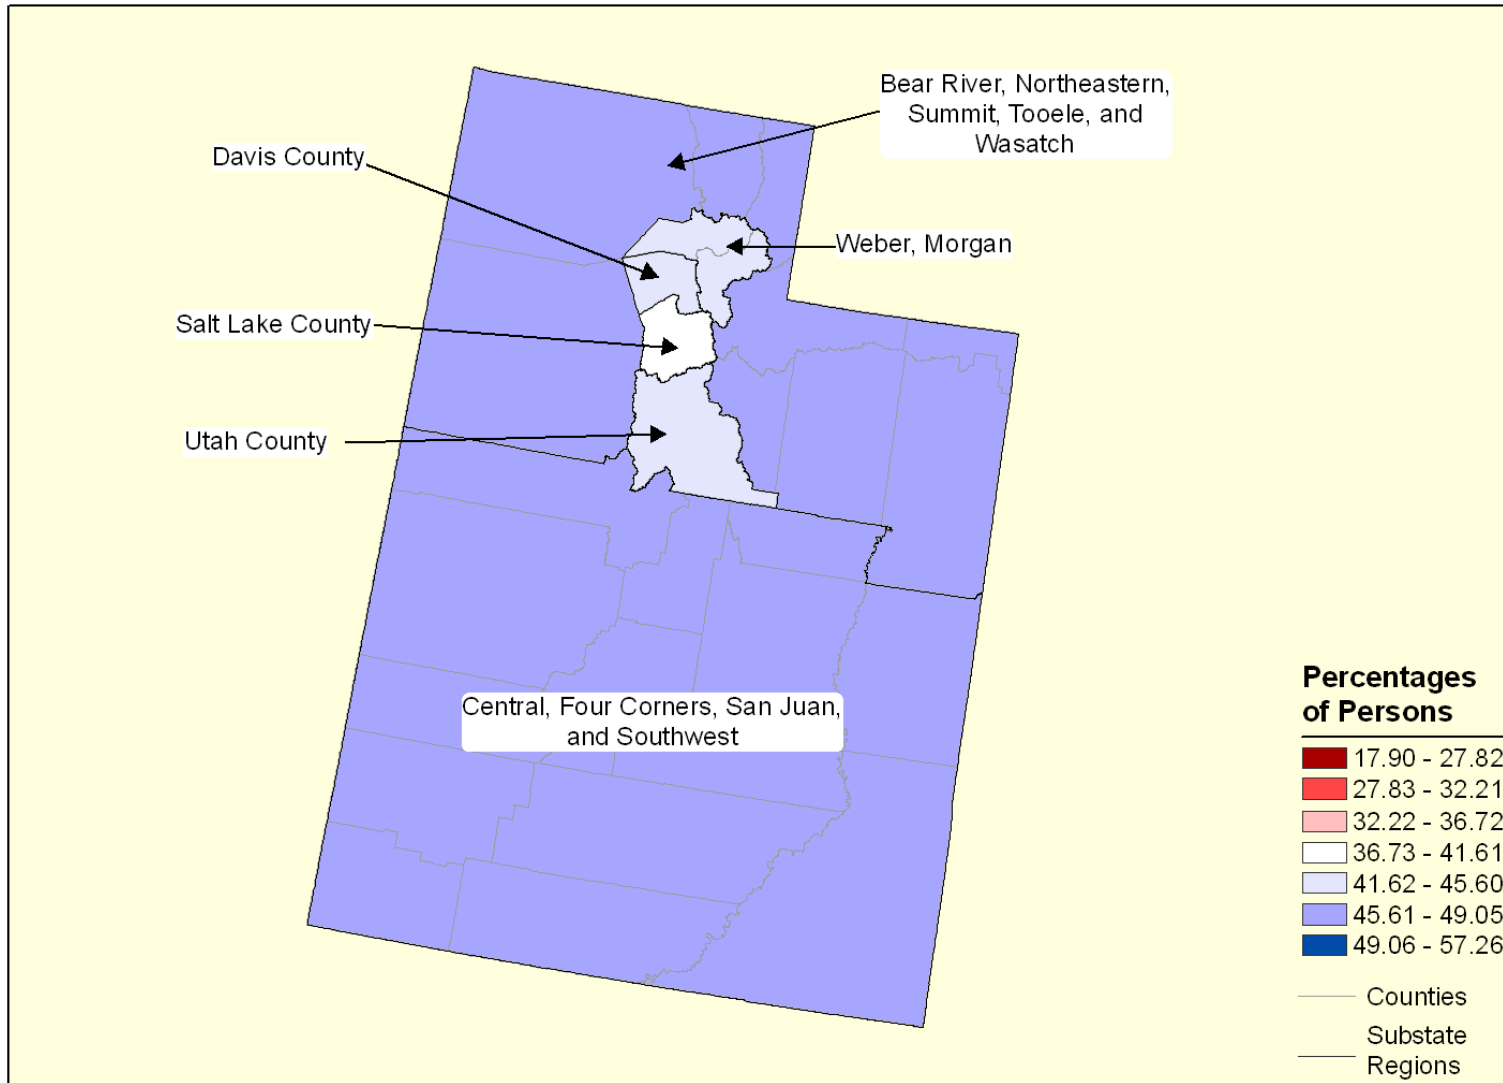 Bear River, Northeastern,
Summit, Tooele, and
Wasatch
Davis County
Weber, Morgan
Salt Lake County
Utah County
Central, Four Corners, San Juan,
and Southwest
Percentages
of Persons
17.90 - 27.82
27.83 - 32.21
32.22 - 36.72
36.73 - 41.61
41.62 - 45.60
45.61 - 49.05
49.06 - 57.26
Counties
Substate
Regions